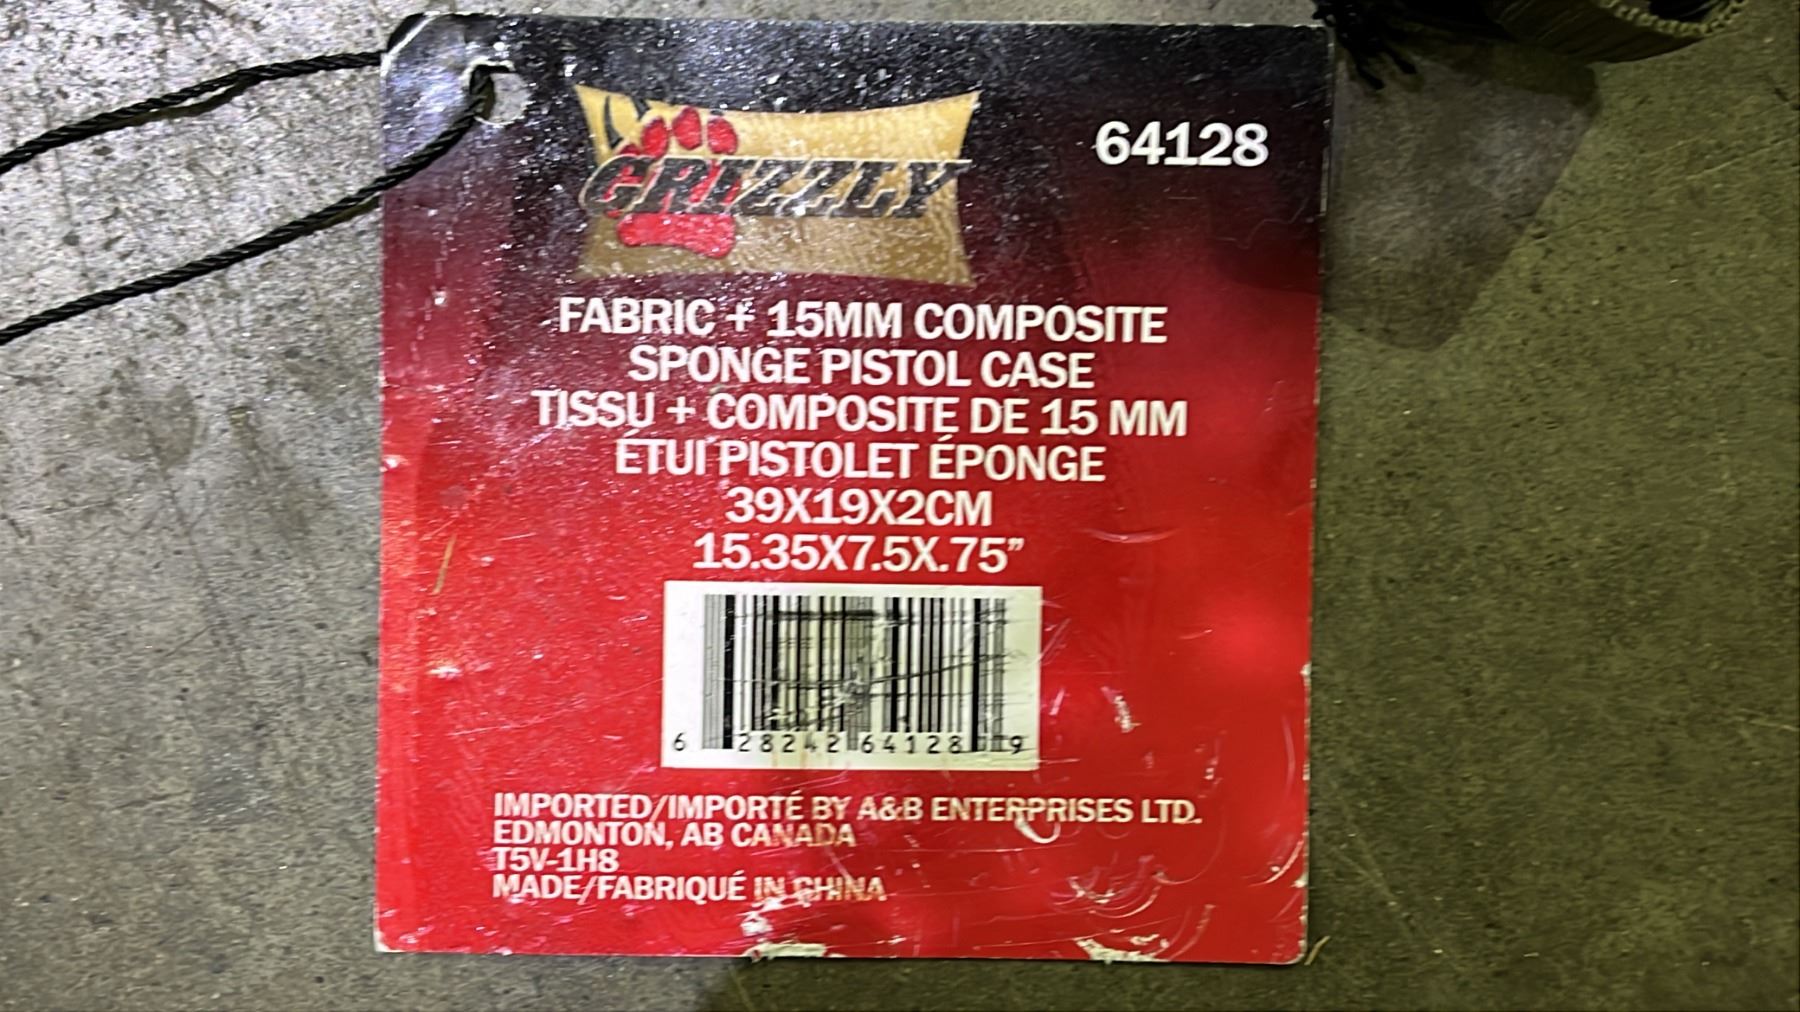 GRIZZLY
64128
FABRIC + 15MM COMPOSITE
SPONGE PISTOL CASE
TISSU + COMPOSITE DE 15 MM
ÉTUI PISTOLET ÉPONGE
39X19X2CM
15.35X7.5X.75”
6 28242 64128 9
IMPORTED/IMPORTÉ BY A&B ENTERPRISES LTD.
EDMONTON, AB CANADA
T5V-1H8
MADE/FABRIQUÉ IN CHINA